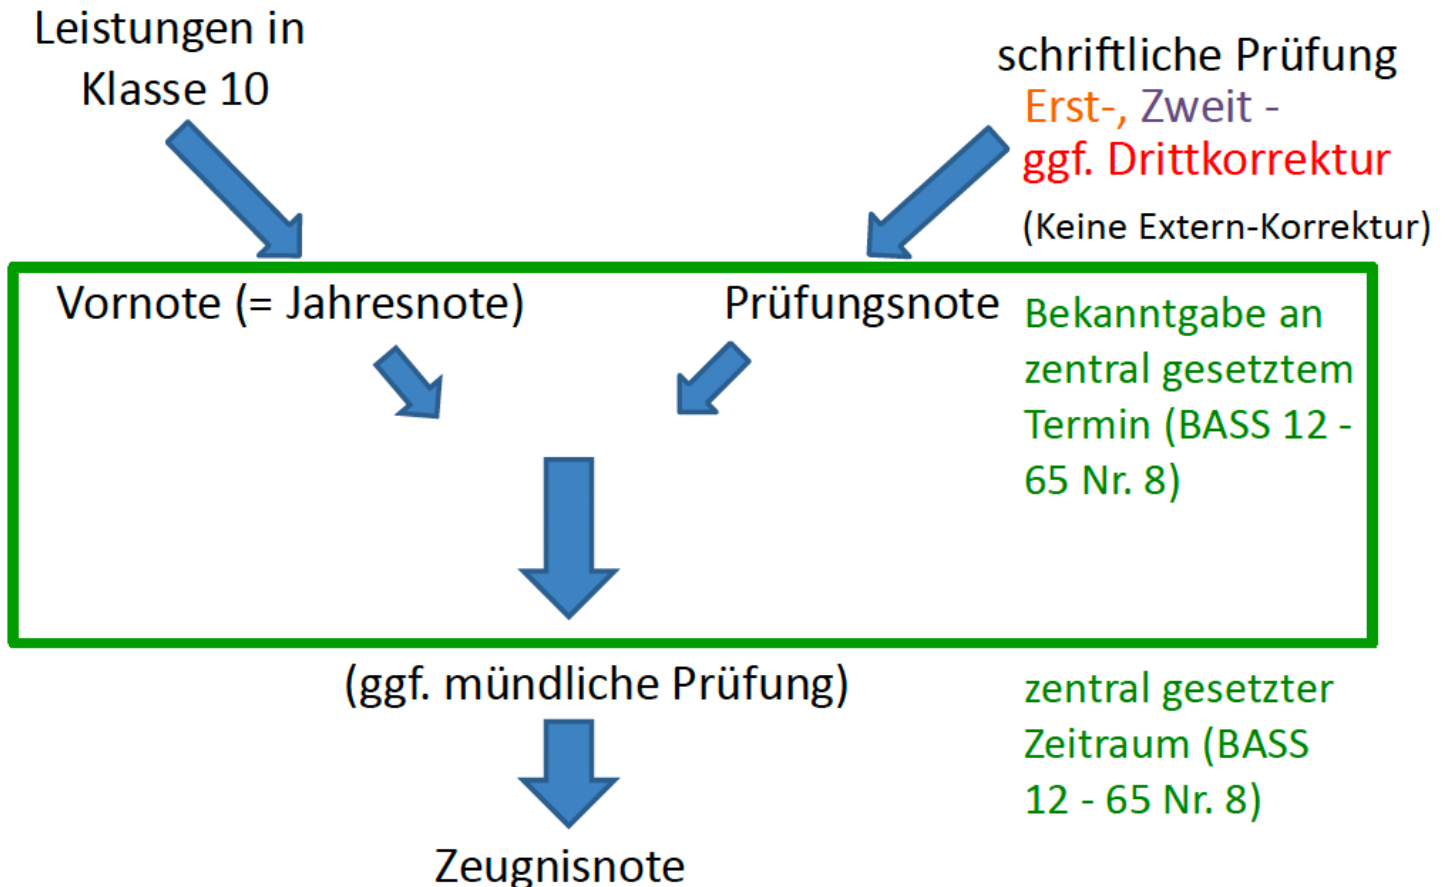 Leistungen in
Klasse 10
schriftliche Prüfung
Erst-, Zweit -
ggf. Drittkorrektur
(Keine Extern-Korrektur)
Vornote (= Jahresnote)
Prüfungsnote
Bekanntgabe an
zentral gesetztem
Termin (BASS 12 -
65 Nr. 8)
(ggf. mündliche Prüfung)
zentral gesetzter
Zeitraum (BASS
12 - 65 Nr. 8)
Zeugnisnote